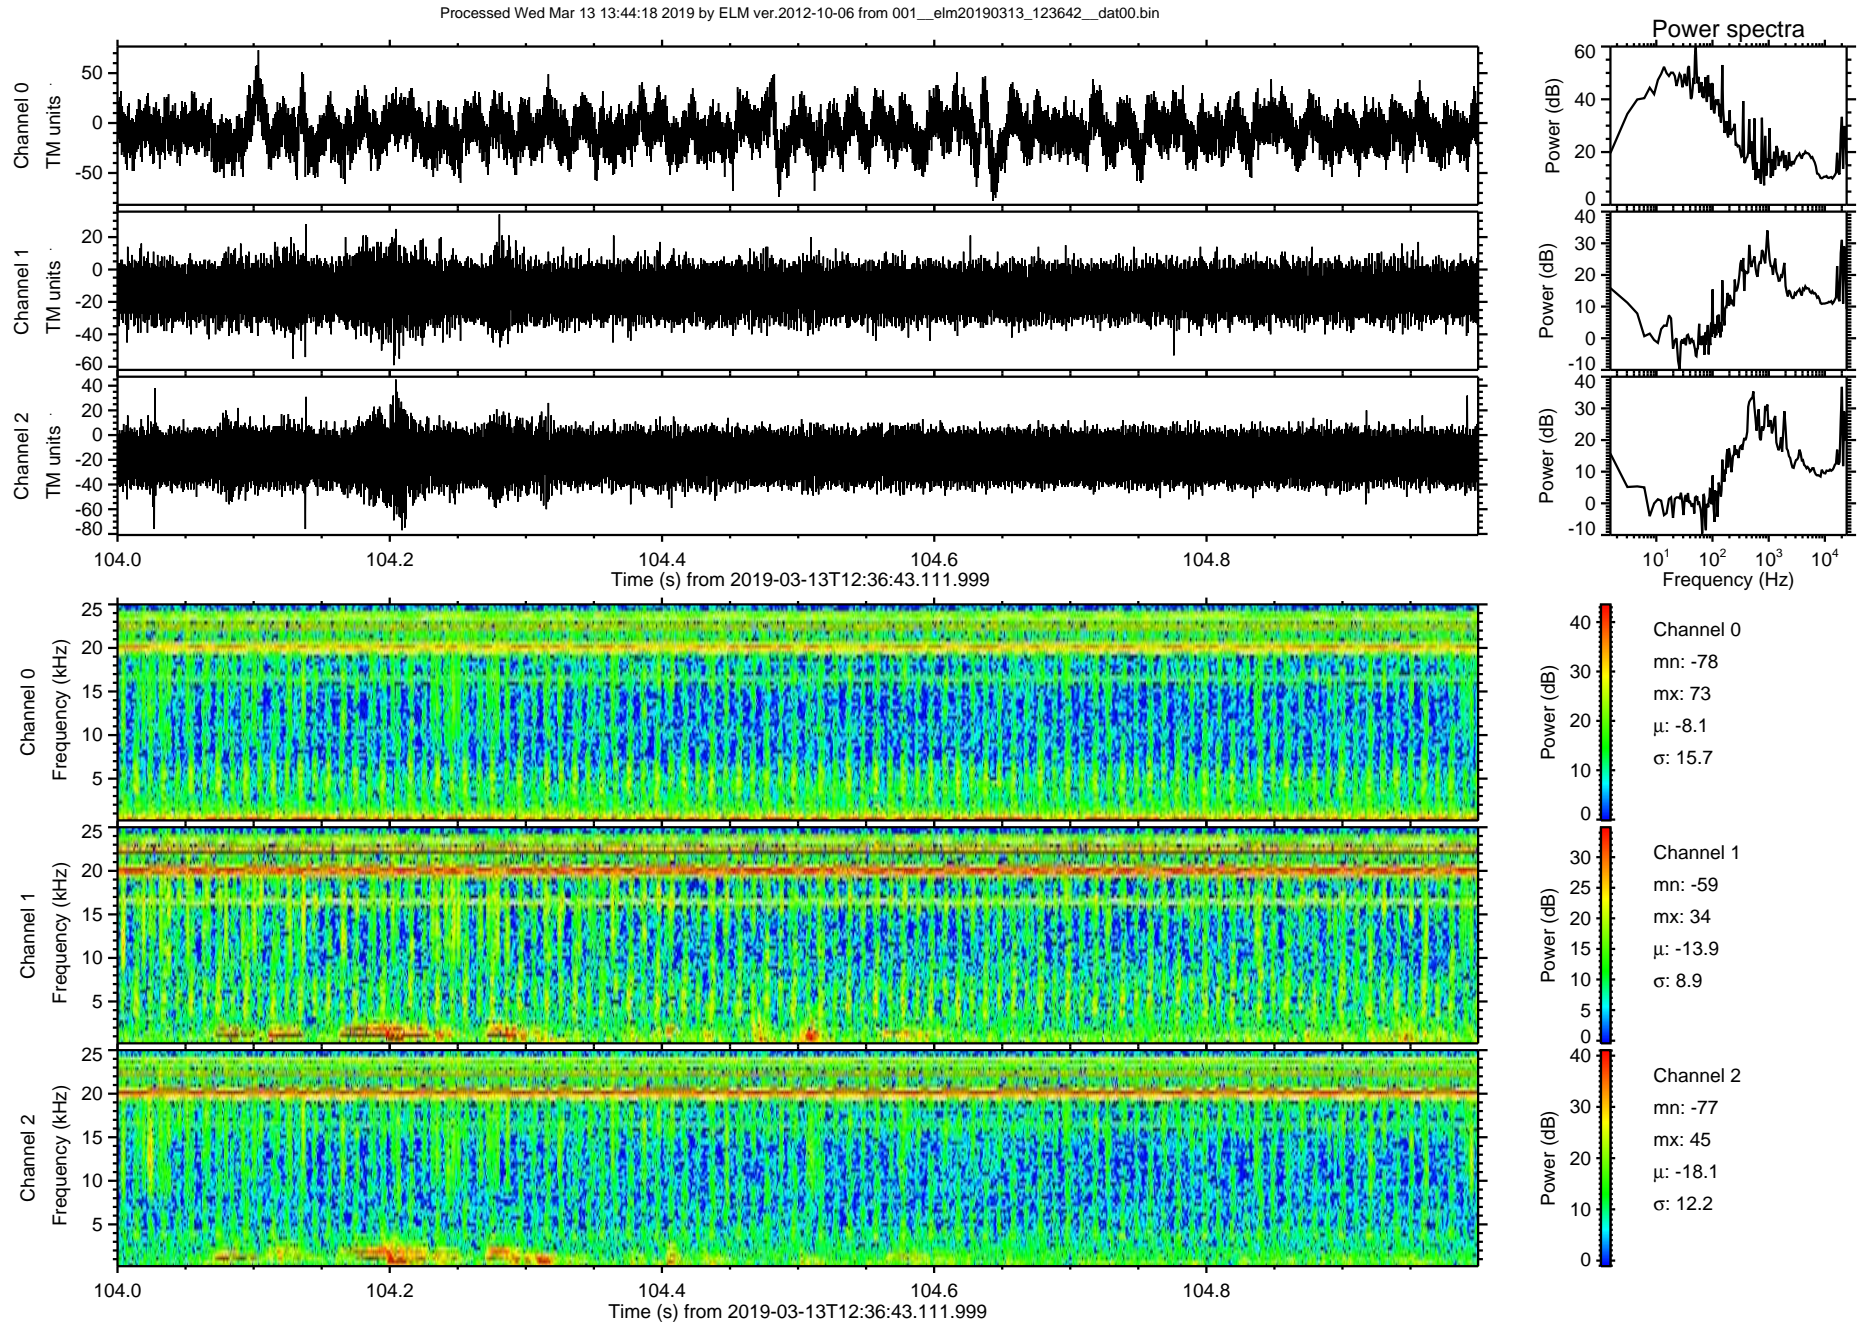 Processed Wed Mar 13 13:44:18 2019 by ELM ver.2012-10-06 from 001__elm20190313_123642__dat00.bin
Power spectra
Channel 0
TM units
50
0
-50
Power (dB)
60
40
20
0
Channel 1
TM units
20
0
-20
-40
-60
Power (dB)
40
30
20
10
0
-10
Channel 2
TM units
40
20
0
-20
-40
-60
-80
Power (dB)
40
30
20
10
0
-10
104.0 104.2 104.4 104.6 104.8
Time (s) from 2019-03-13T12:36:43.111.999
10¹ 10² 10³ 10⁴
Frequency (Hz)
Channel 0
Frequency (kHz)
25
20
15
10
5
Power (dB)
40
30
20
10
0
Channel 0
mn: -78
mx: 73
µ: -8.1
σ: 15.7
Channel 1
Frequency (kHz)
25
20
15
10
5
Power (dB)
30
25
20
15
10
5
0
Channel 1
mn: -59
mx: 34
µ: -13.9
σ: 8.9
Channel 2
Frequency (kHz)
25
20
15
10
5
Power (dB)
40
30
20
10
0
Channel 2
mn: -77
mx: 45
µ: -18.1
σ: 12.2
104.0 104.2 104.4 104.6 104.8
Time (s) from 2019-03-13T12:36:43.111.999